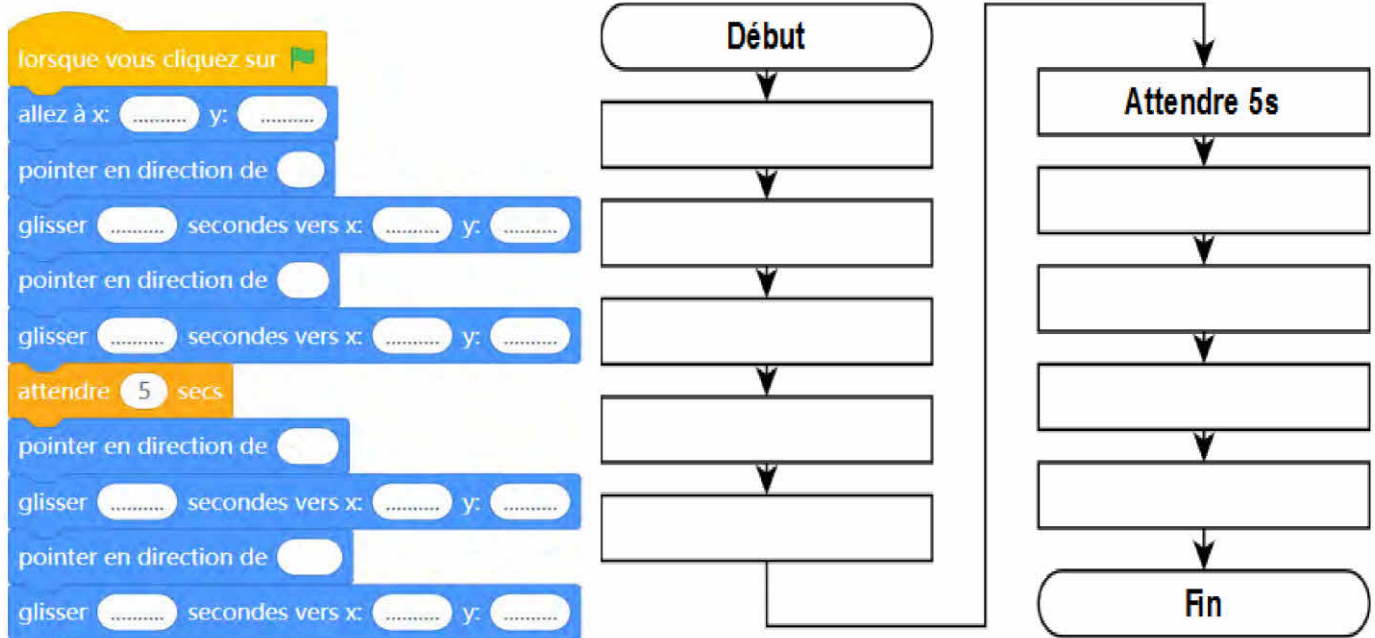 lorsque vous cliquez sur
allez à x: .......... y: ..........
pointer en direction de
glisser .......... secondes vers x: .......... y: ..........
pointer en direction de
glisser .......... secondes vers x: .......... y: ..........
attendre 5 secs
pointer en direction de
glisser .......... secondes vers x: .......... y: ..........
pointer en direction de
glisser .......... secondes vers x: .......... y: ..........
Début
Attendre 5s
Fin